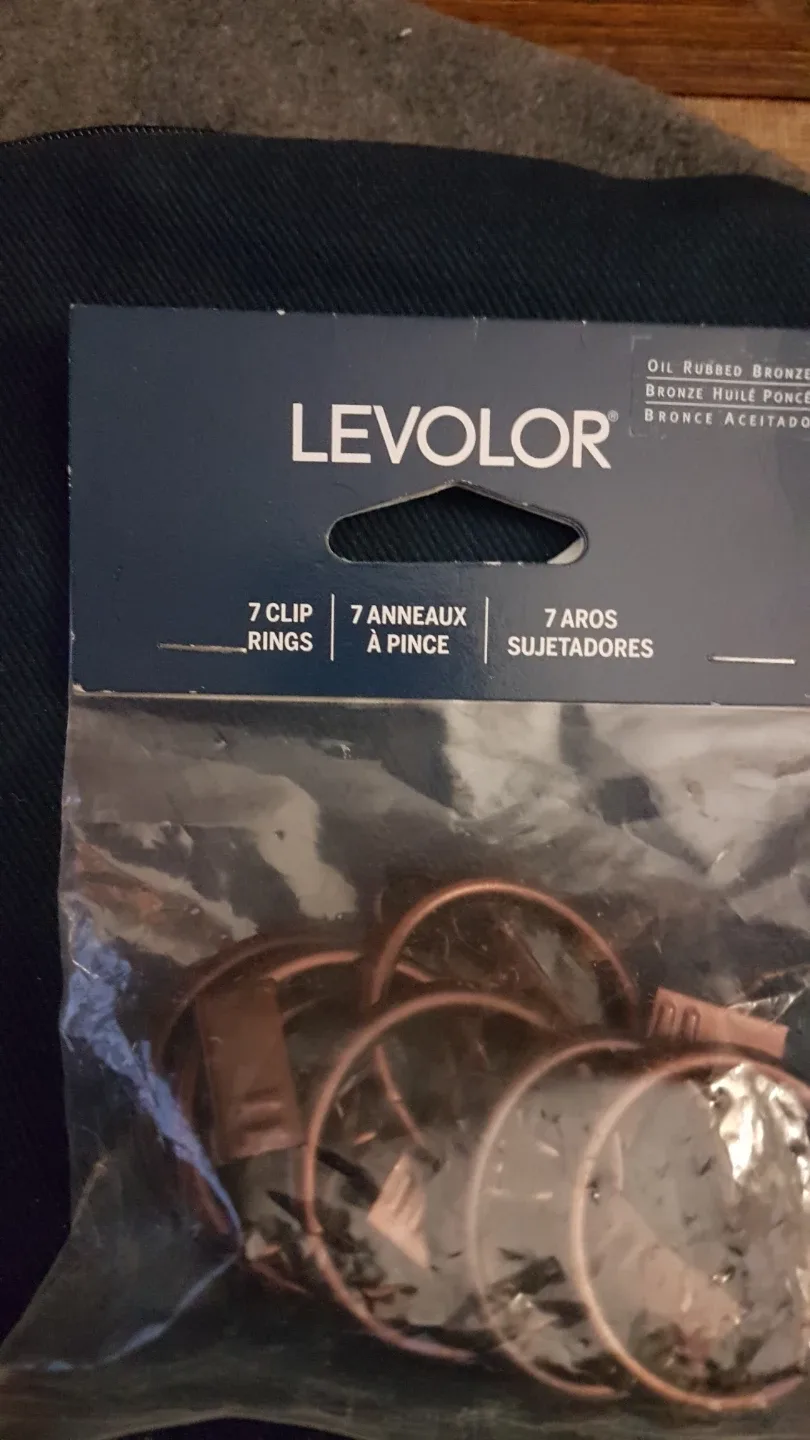 OIL RUBBED BRONZE
BRONZE HUILÉ PONCÉ
BRONCE ACEITADO
LEVOLOR®
7 CLIP
RINGS
7 ANNEAUX
À PINCE
7 AROS
SUJETADORES